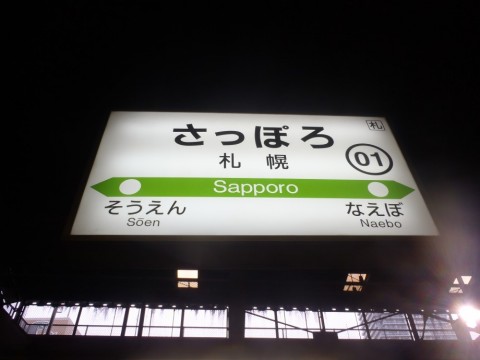 札
さっぽろ
札幌
01
Sapporo
そうえん なえぼ
Sōen Naebo